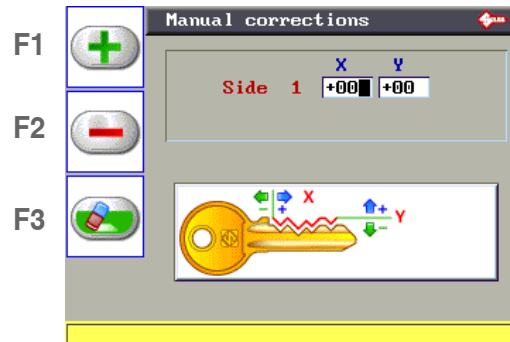 Manual corrections
F1
X Y
Side 1 +00 +00
F2
F3
X
- +
+
Y
-